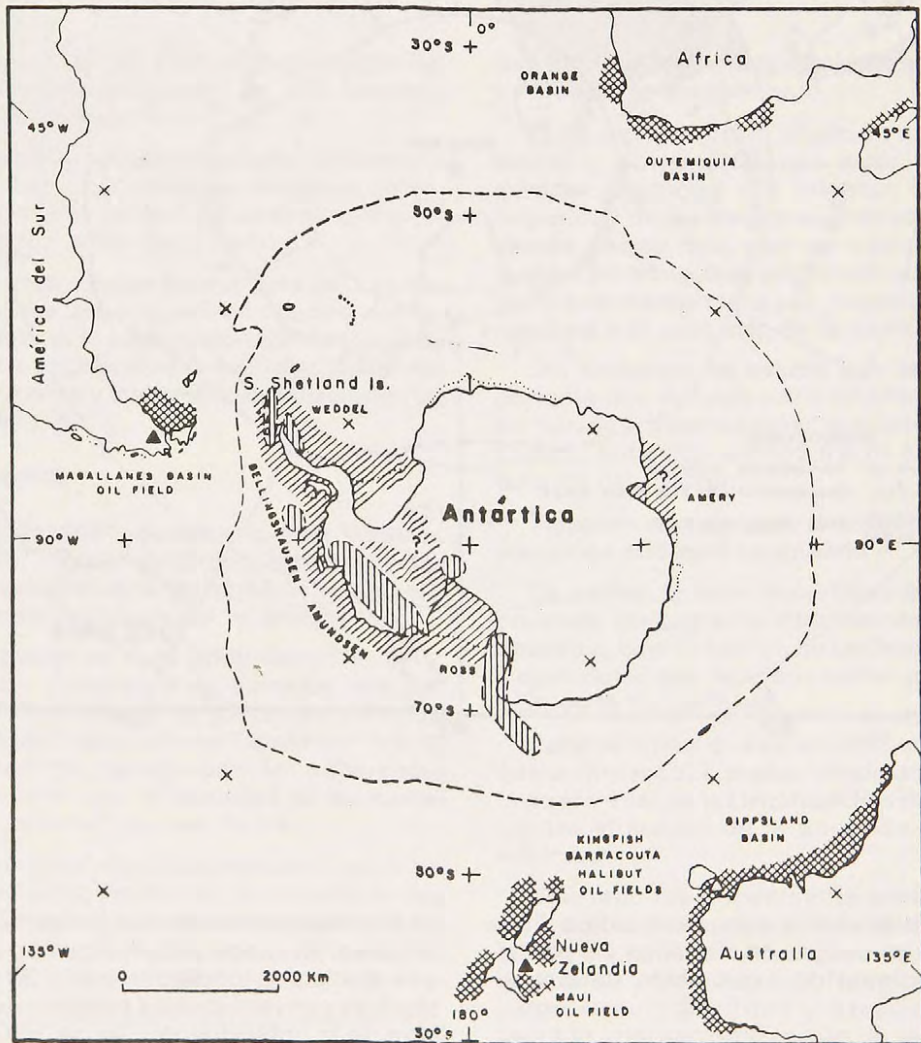 0°
30°S
Africa
ORANGE
BASIN
45°W
45°E
OUTEMIQUIA
BASIN
50°S
América del Sur
S. Shetland Is.
WEDDEL
MAGALLANES BASIN
OIL FIELD
?
AMERY
Antártica
BELLINGSHAUSEN - AMUNDSEN
90°W
90°E
?
ROSS
70°S
GIPPSLAND
BASIN
KINGFISH
BARRACOUTA
HALIBUT
OIL FIELDS
50°S
Nueva
Zelandia
Australia
135°W
135°E
0 2000 Km
MAUI
OIL FIELD
180°
30°S